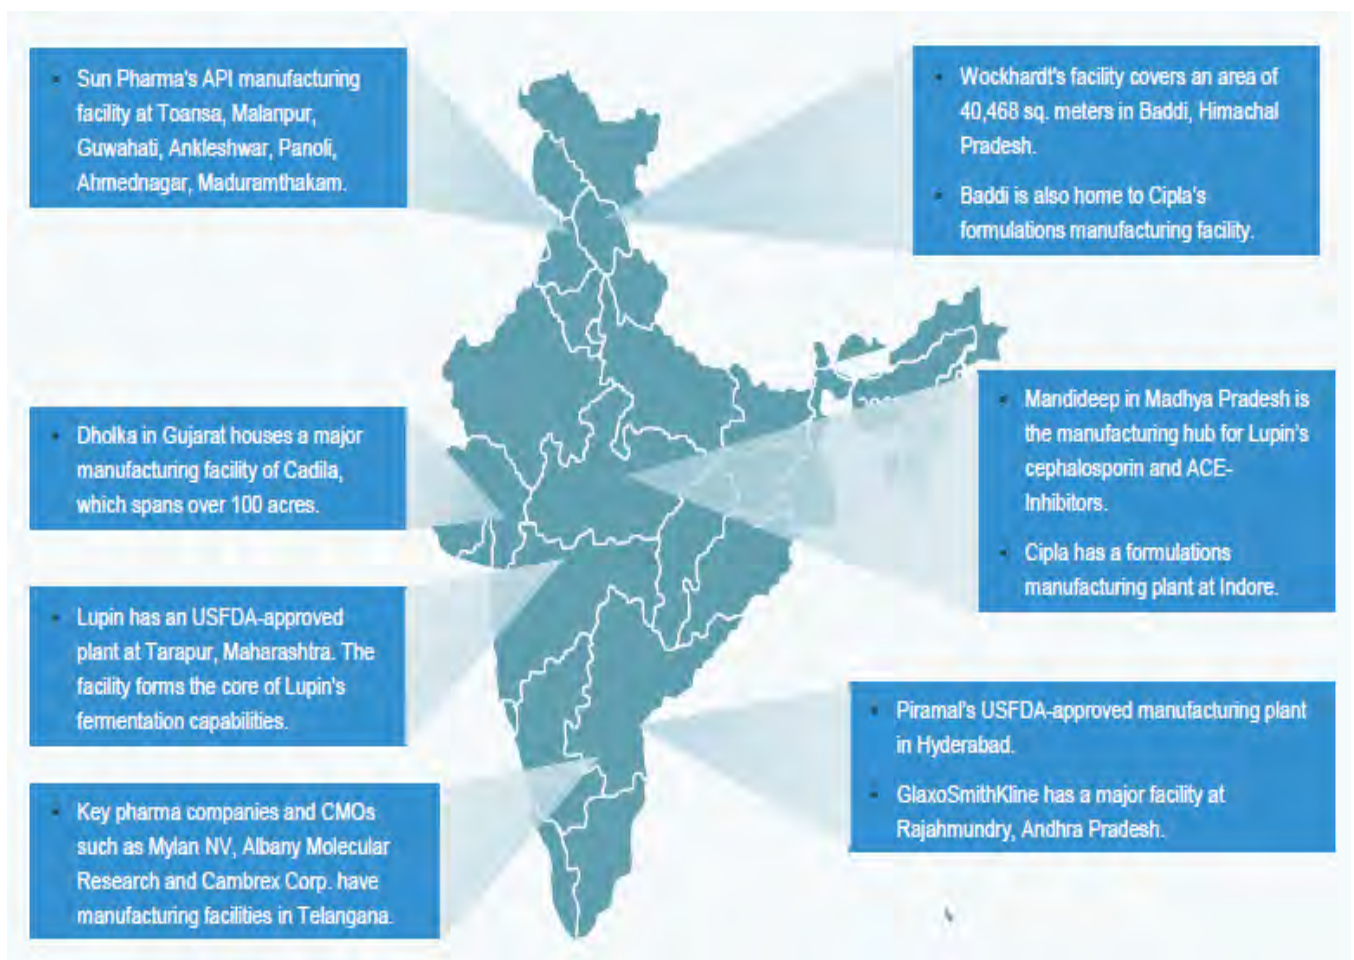 • Sun Pharma's API manufacturing
facility at Toansa, Malanpur,
Guwahati, Ankleshwar, Panoli,
Ahmednagar, Maduramthakam.
• Wockhardt's facility covers an area of
40,468 sq. meters in Baddi, Himachal
Pradesh.
• Baddi is also home to Cipla's
formulations manufacturing facility.
• Dholka in Gujarat houses a major
manufacturing facility of Cadila,
which spans over 100 acres.
• Mandideep in Madhya Pradesh is
the manufacturing hub for Lupin's
cephalosporin and ACE-
Inhibitors.
• Cipla has a formulations
manufacturing plant at Indore.
• Lupin has an USFDA-approved
plant at Tarapur, Maharashtra. The
facility forms the core of Lupin's
fermentation capabilities.
• Piramal's USFDA-approved manufacturing plant
in Hyderabad.
• GlaxoSmithKline has a major facility at
Rajahmundry, Andhra Pradesh.
• Key pharma companies and CMOs
such as Mylan NV, Albany Molecular
Research and Cambrex Corp. have
manufacturing facilities in Telangana.